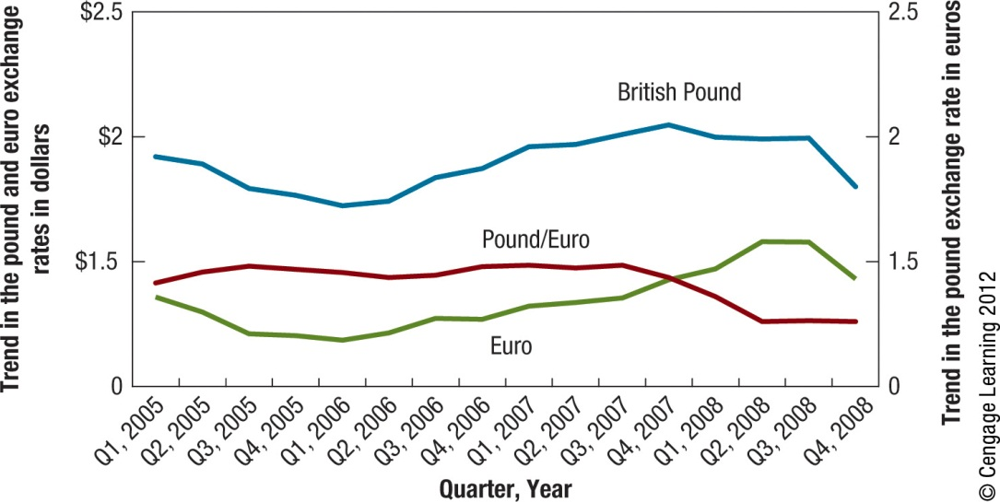 Trend in the pound and euro exchange
rates in dollars
$2.5
$2
$1.5
0
British Pound
Pound/Euro
Euro
2.5
2
1.5
0
Trend in the pound exchange rate in euros
Q1, 2005
Q2, 2005
Q3, 2005
Q4, 2005
Q1, 2006
Q2, 2006
Q3, 2006
Q4, 2006
Q1, 2007
Q2, 2007
Q3, 2007
Q4, 2007
Q1, 2008
Q2, 2008
Q3, 2008
Q4, 2008
Quarter, Year
© Cengage Learning 2012